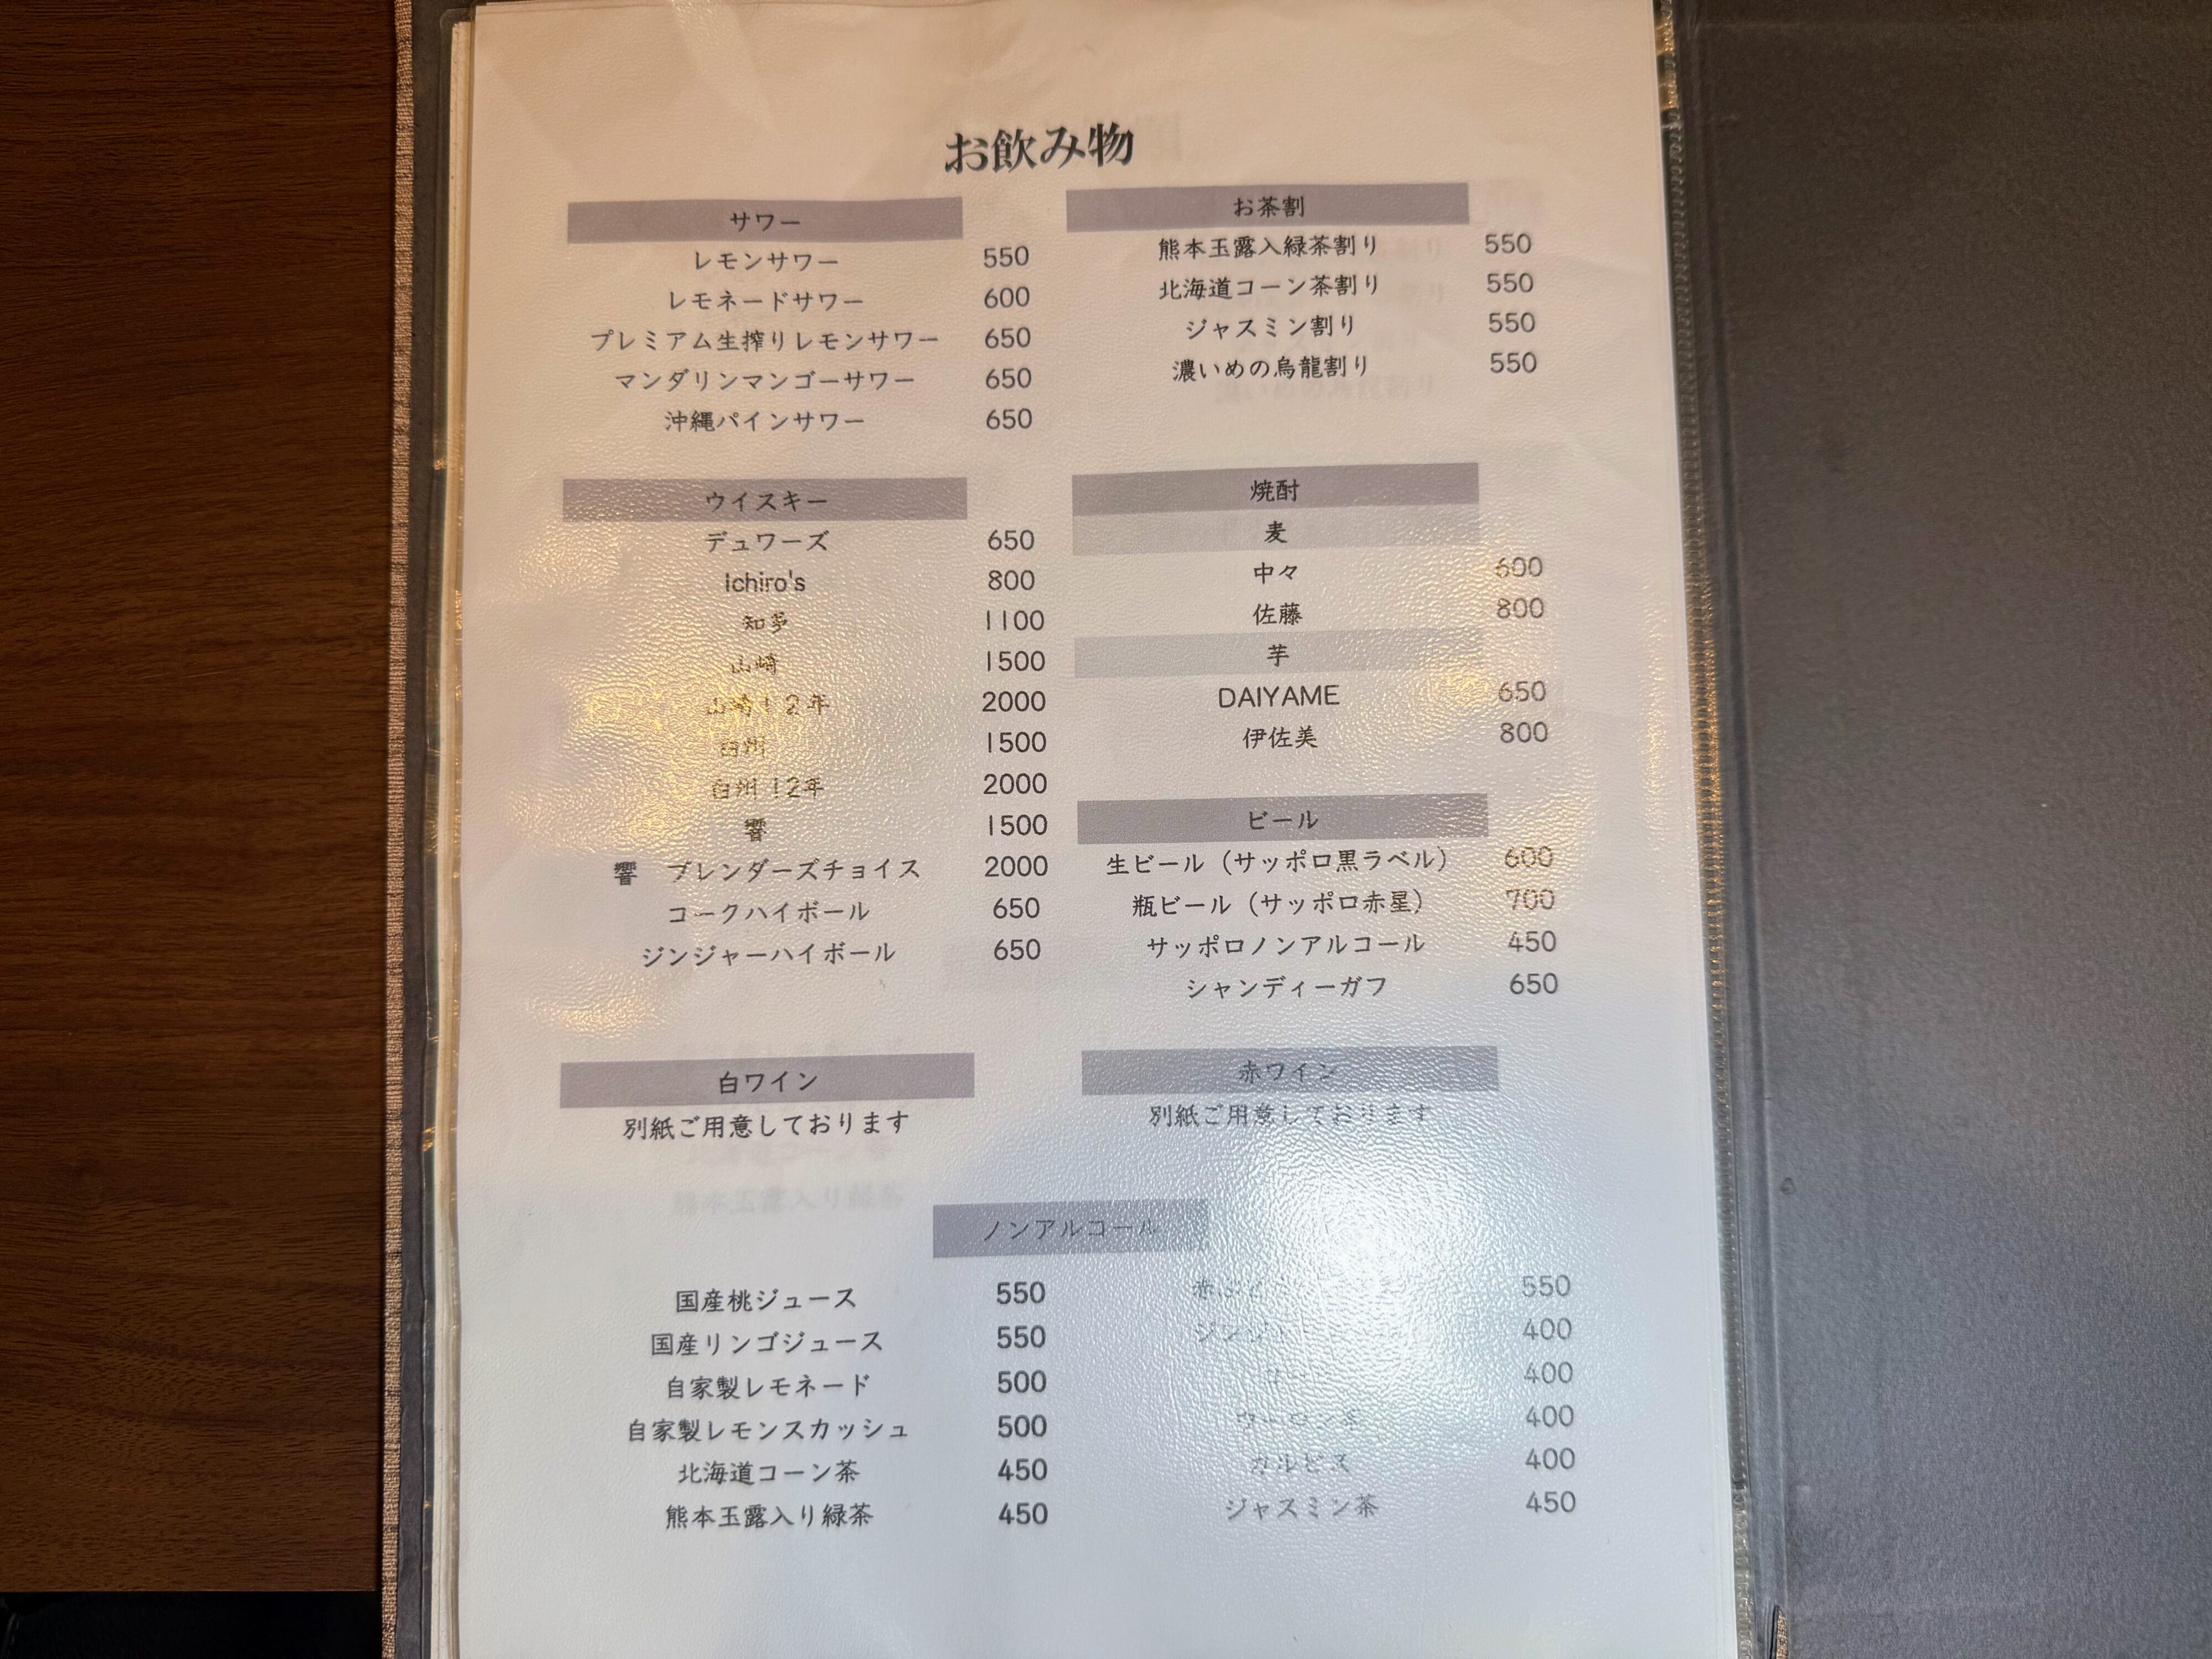 お飲み物
サワー
レモンサワー 550
レモネードサワー 600
プレミアム生搾りレモンサワー 650
マンダリンマンゴーサワー 650
沖縄パインサワー 650
お茶割
熊本玉露入緑茶割り 550
北海道コーン茶割り 550
ジャスミン割り 550
濃いめの烏龍割り 550
ウイスキー
デュワーズ 650
Ichiro's 800
知多 1100
山崎 1500
山崎12年 2000
白州 1500
白州 12年 2000
響 1500
響 ブレンダーズチョイス 2000
コークハイボール 650
ジンジャーハイボール 650
焼酎
麦
中々 600
佐藤 800
芋
DAIYAME 650
伊佐美 800
ビール
生ビール（サッポロ黒ラベル） 600
瓶ビール（サッポロ赤星） 700
サッポロノンアルコール 450
シャンディーガフ 650
白ワイン
別紙ご用意しております
赤ワイン
別紙ご用意しております
ノンアルコール
国産桃ジュース 550
国産リンゴジュース 550
自家製レモネード 500
自家製レモンスカッシュ 500
北海道コーン茶 450
熊本玉露入り緑茶 450
550
400
400
ウーロン茶 400
カルピス 400
ジャスミン茶 450